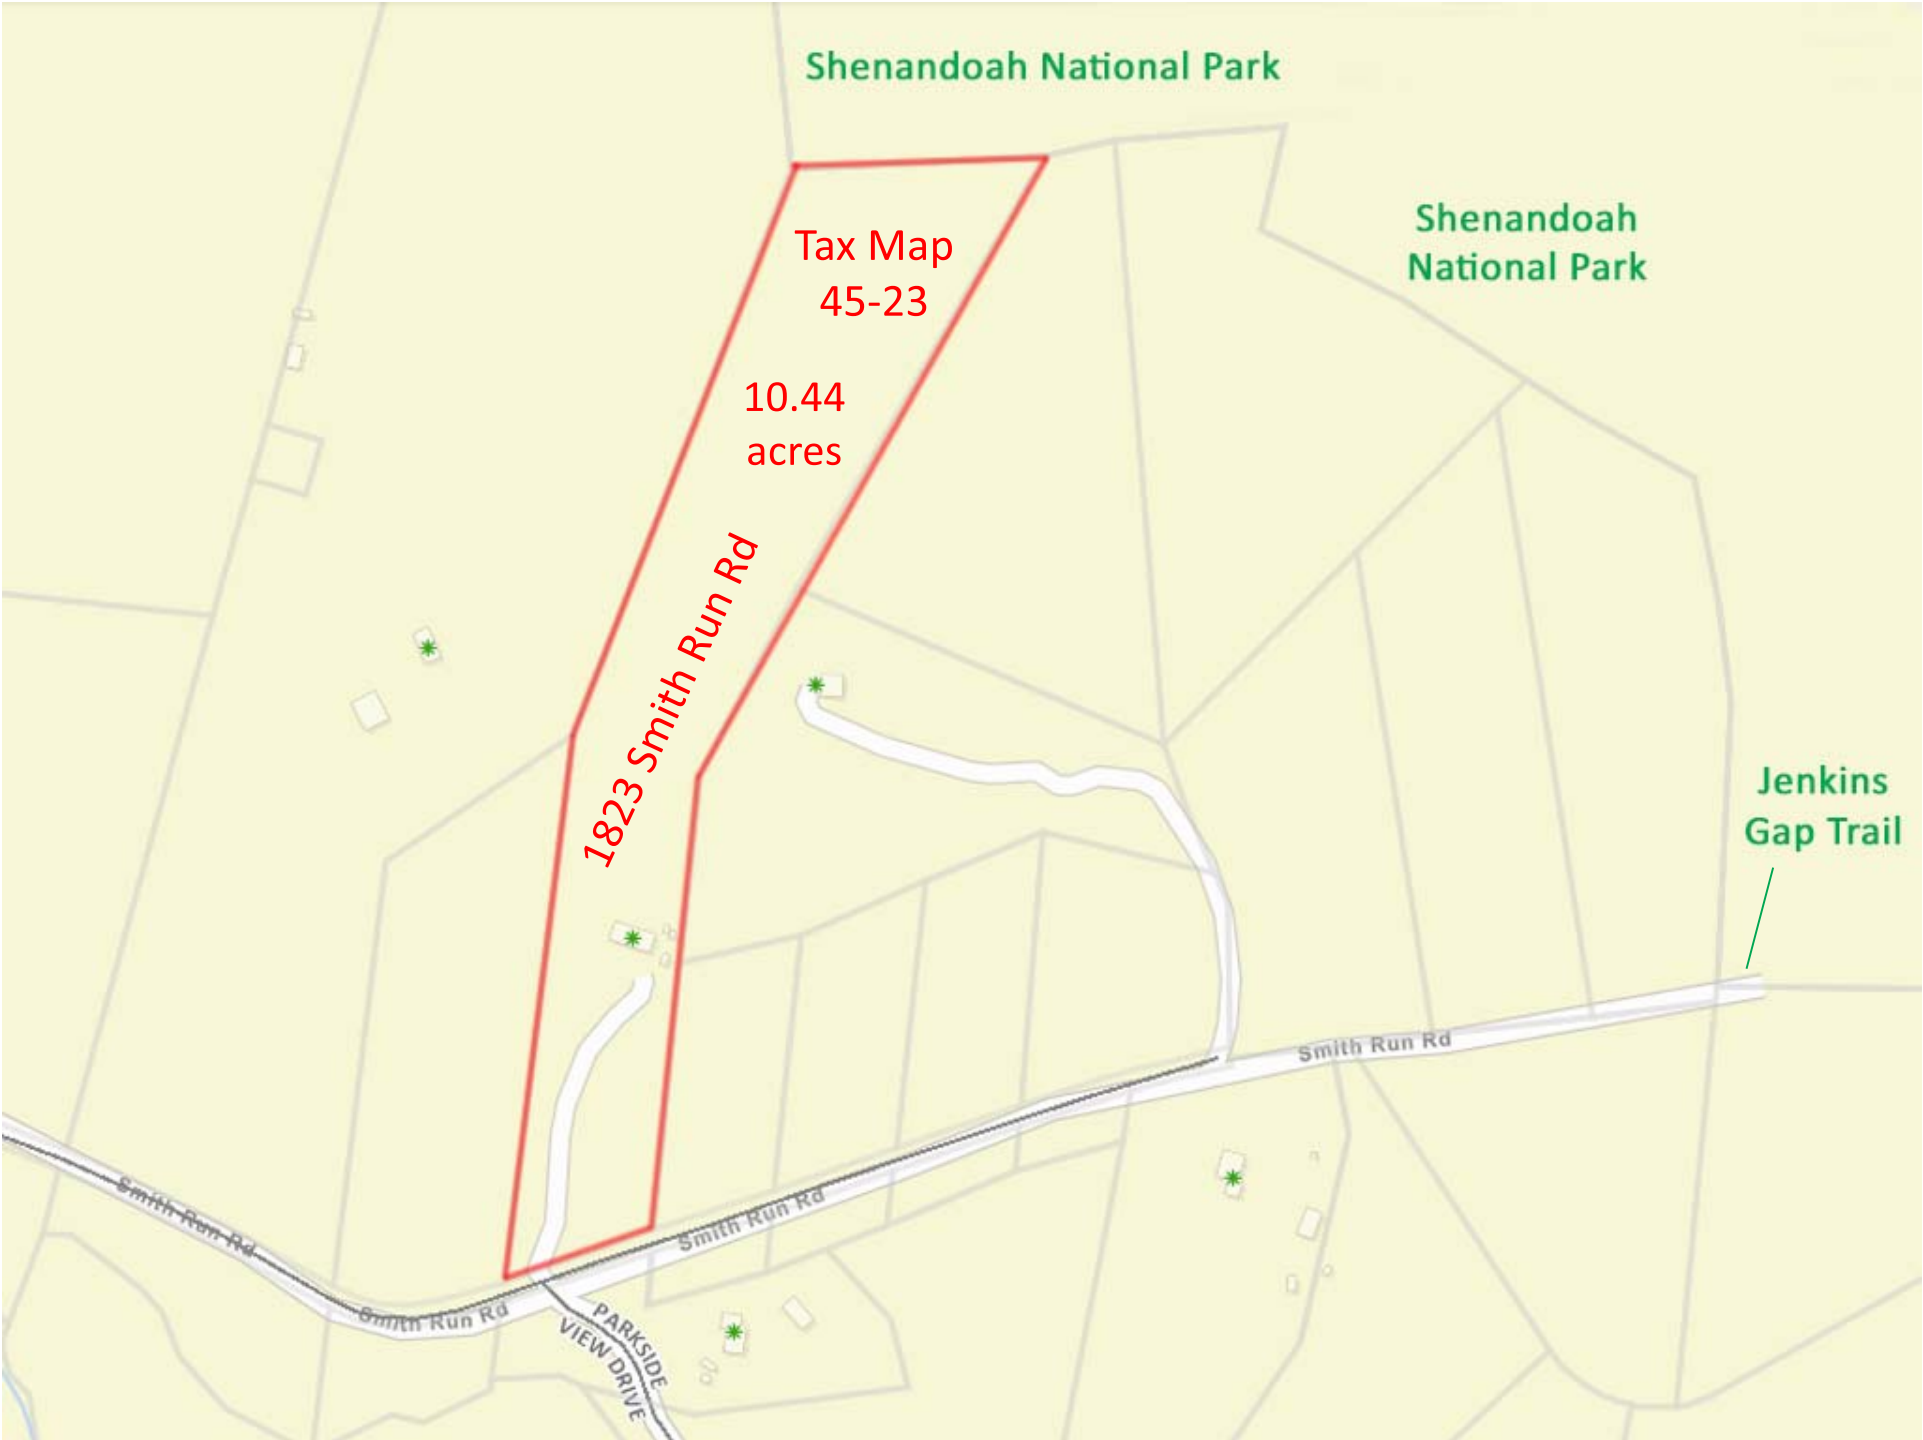 Shenandoah National Park
Shenandoah
National Park
Tax Map
45-23
10.44
acres
1823 Smith Run Rd
Jenkins
Gap Trail
Smith Run Rd
Smith Run Rd
Smith Run Rd
Smith Run Rd
PARKSIDE
VIEW DRIVE